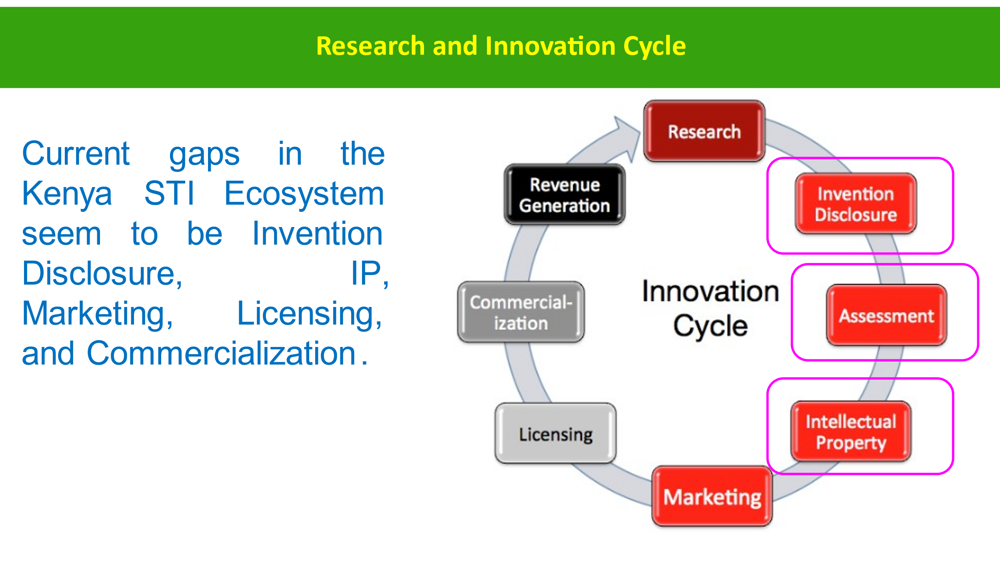 Research and Innovation Cycle
Current gaps in the
Kenya STI Ecosystem
seem to be Invention
Disclosure, IP,
Marketing, Licensing,
and Commercialization .
Research
Invention
Disclosure
Assessment
Intellectual
Property
Marketing
Licensing
Commercial-
ization
Revenue
Generation
Innovation
Cycle